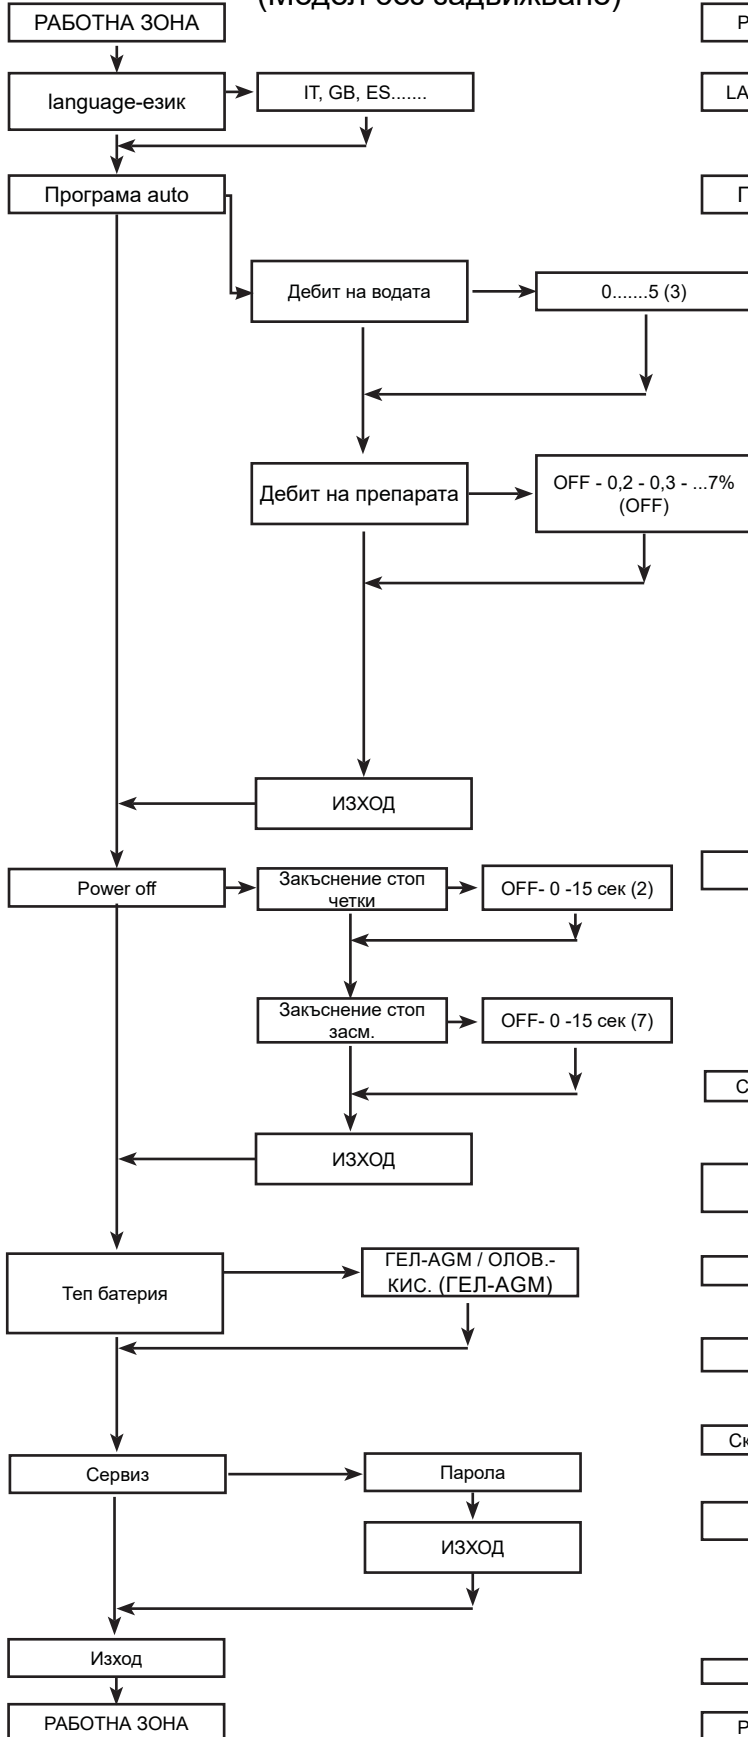 (Модел без задвижване)
РАБОТНА ЗОНА
language-език
IT, GB, ES.......
Програма auto
Дебит на водата
0.......5 (3)
Дебит на препарата
OFF - 0,2 - 0,3 - ...7%
(OFF)
ИЗХОД
Power off
Закъснение стоп
четки
OFF- 0 -15 сек (2)
Закъснение стоп
засм.
OFF- 0 -15 сек (7)
ИЗХОД
Теп батерия
ГЕЛ-AGM / ОЛОВ.-
КИС. (ГЕЛ-AGM)
Сервиз
Парола
ИЗХОД
Изход
РАБОТНА ЗОНА